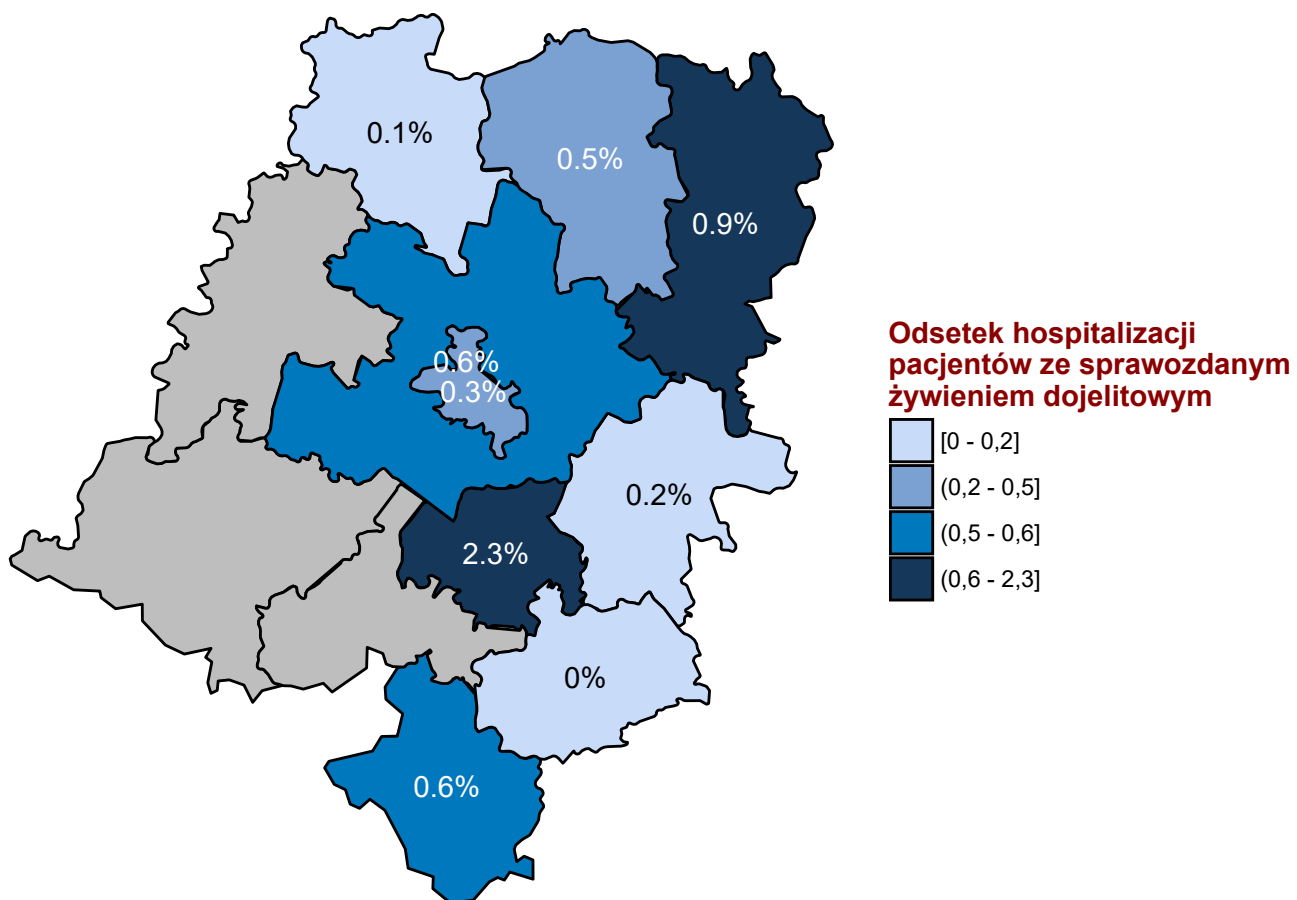 0.1%
0.5%
0.9%
0.6%
0.3%
0.2%
2.3%
0%
0.6%
Odsetek hospitalizacji
pacjentów ze sprawozdanym
żywieniem dojelitowym
[0 - 0,2]
(0,2 - 0,5]
(0,5 - 0,6]
(0,6 - 2,3]